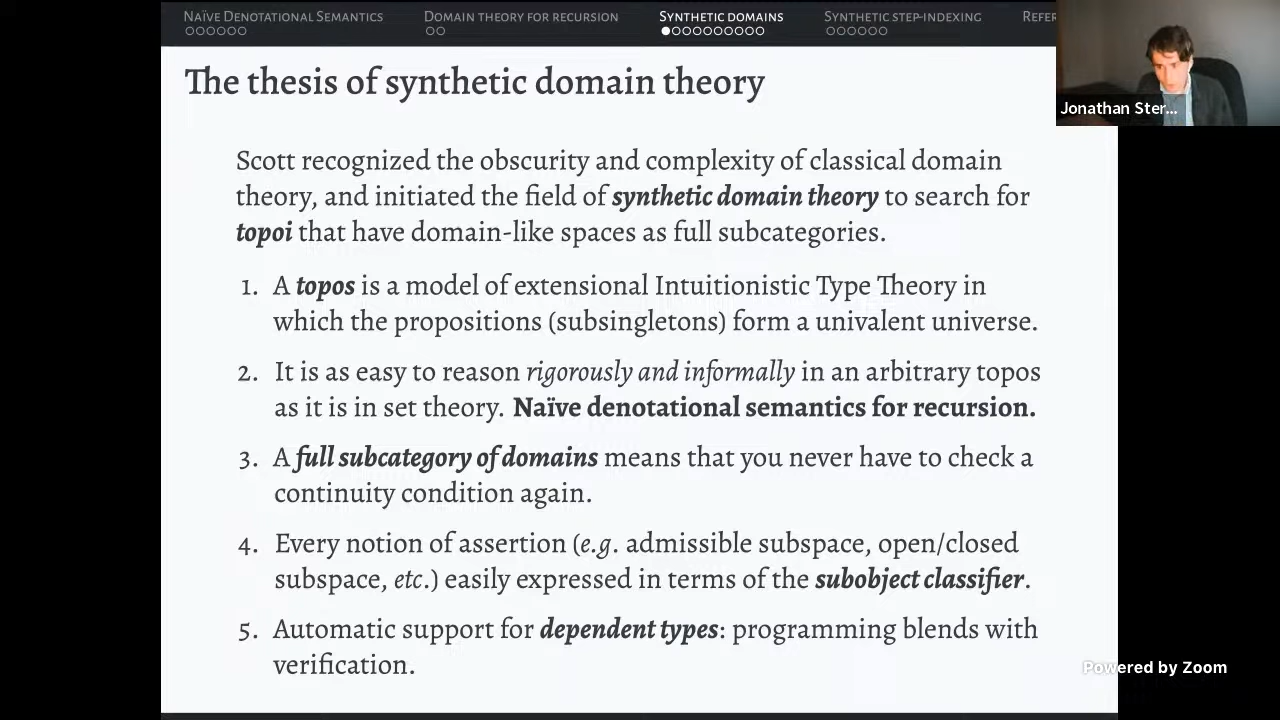 Naïve Denotational Semantics Domain theory for recursion Synthetic domains Synthetic step-indexing Refer
The thesis of synthetic domain theory
Jonathan Ster...
Scott recognized the obscurity and complexity of classical domain
theory, and initiated the field of synthetic domain theory to search for
topoi that have domain-like spaces as full subcategories.
1. A topos is a model of extensional Intuitionistic Type Theory in
which the propositions (subsingletons) form a univalent universe.
2. It is as easy to reason rigorously and informally in an arbitrary topos
as it is in set theory. Naïve denotational semantics for recursion.
3. A full subcategory of domains means that you never have to check a
continuity condition again.
4. Every notion of assertion (e.g. admissible subspace, open/closed
subspace, etc.) easily expressed in terms of the subobject classifier.
5. Automatic support for dependent types: programming blends with
verification.
Powered by Zoom